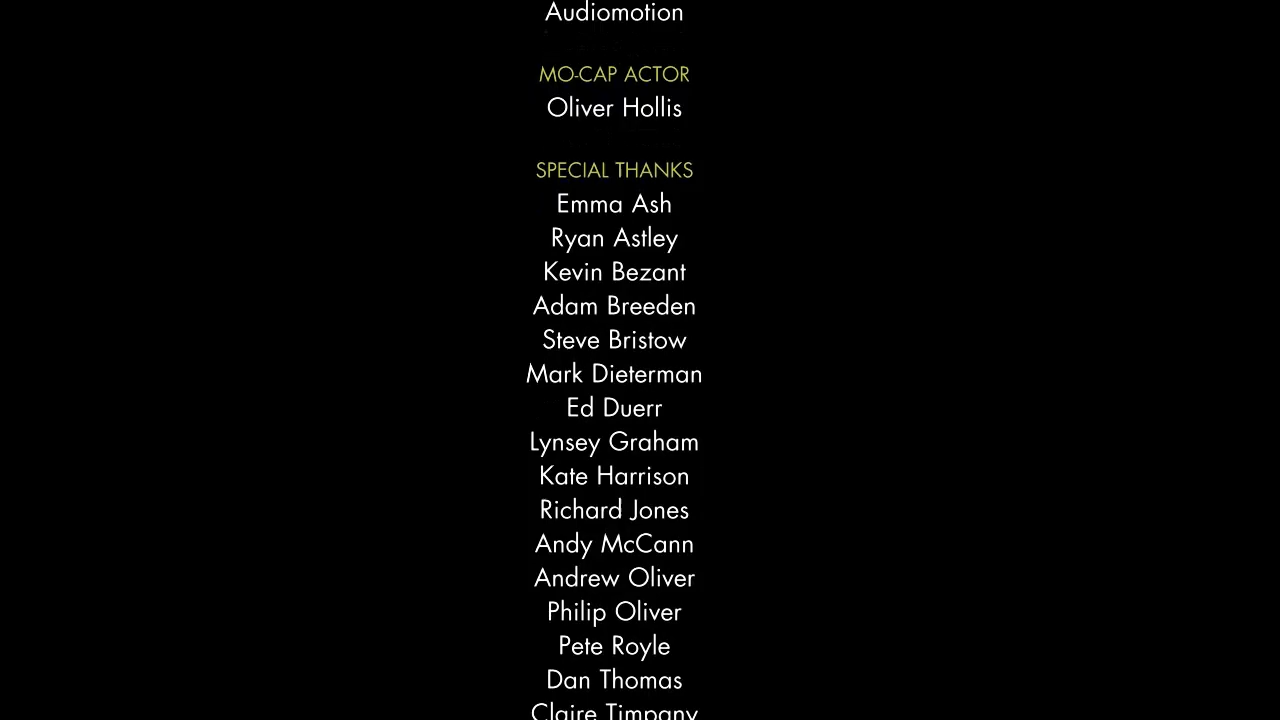 Audiomotion
MO-CAP ACTOR
Oliver Hollis
SPECIAL THANKS
Emma Ash
Ryan Astley
Kevin Bezant
Adam Breeden
Steve Bristow
Mark Dieterman
Ed Duerr
Lynsey Graham
Kate Harrison
Richard Jones
Andy McCann
Andrew Oliver
Philip Oliver
Pete Royle
Dan Thomas
Claire Timpany